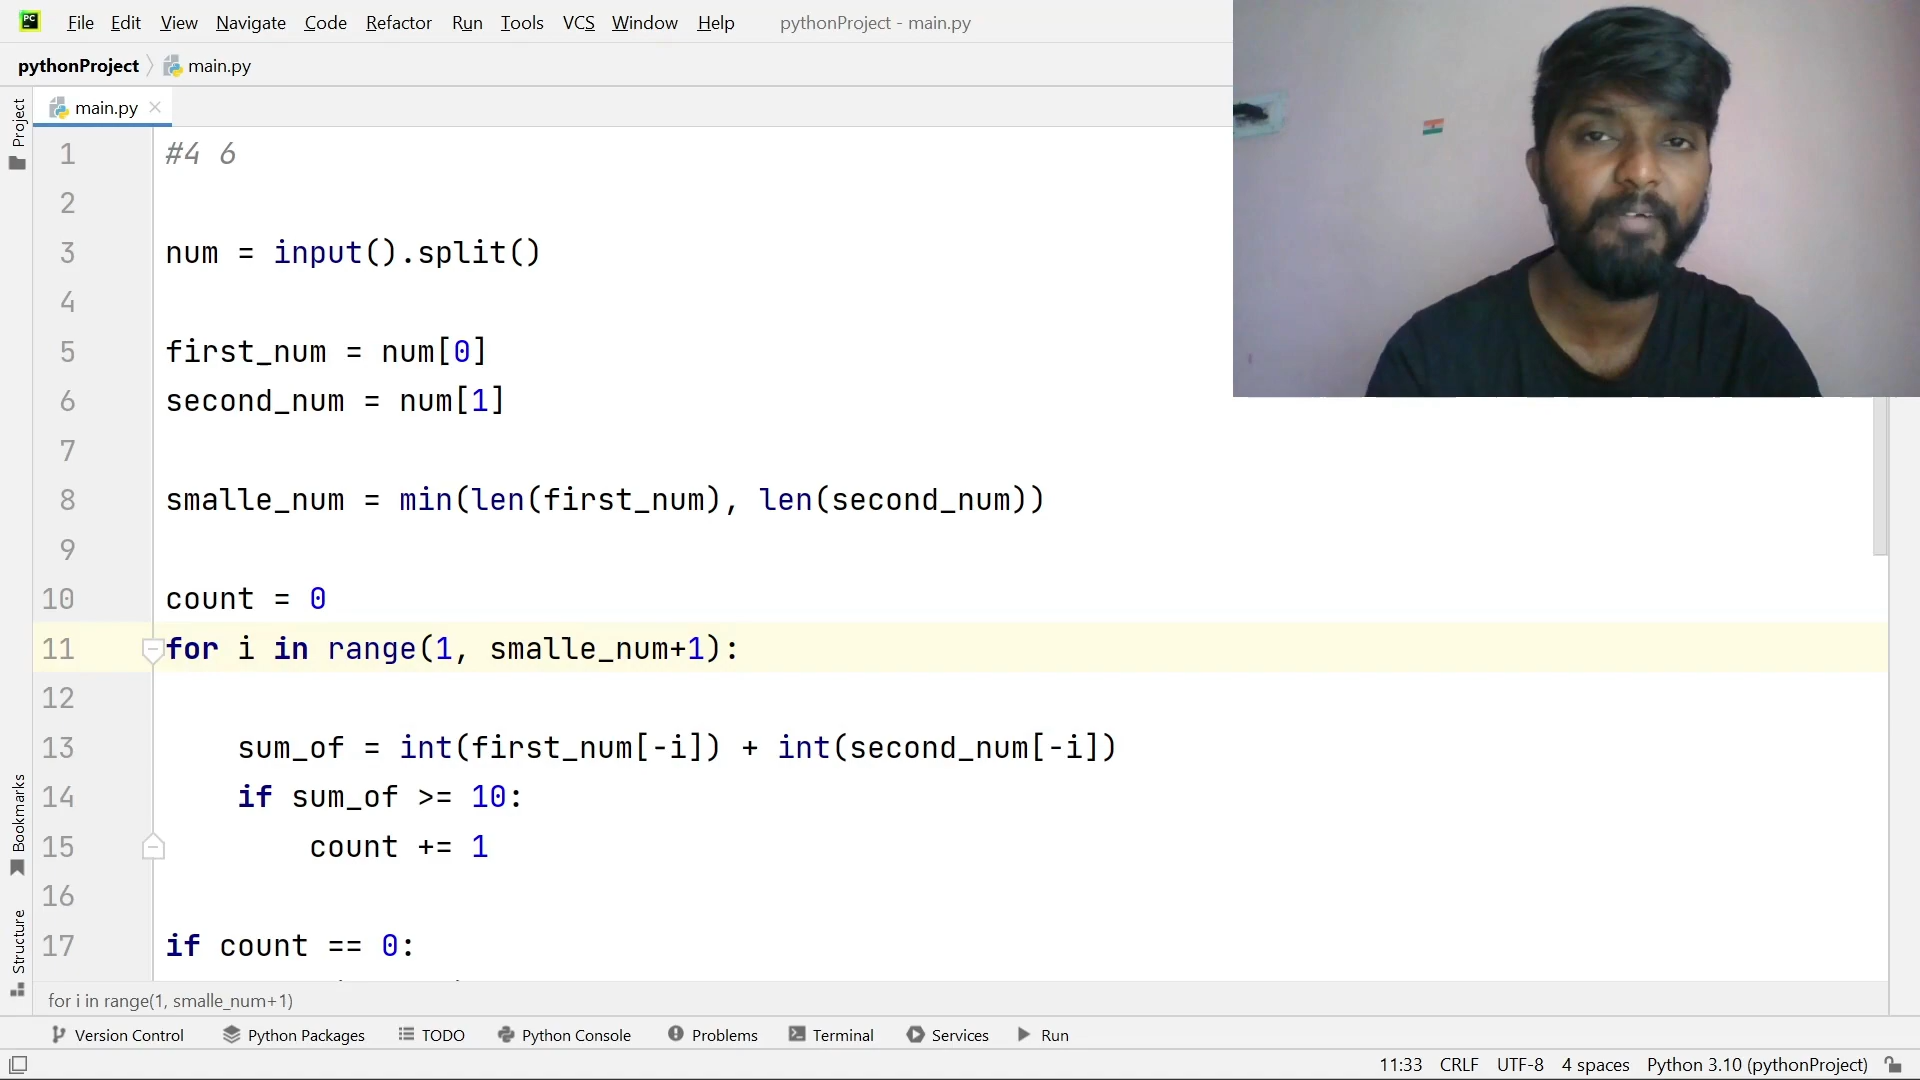 PC
File Edit View Navigate Code Refactor Run Tools VCS Window Help pythonProject - main.py
pythonProject main.py
Project
main.py
1 #4 6
2
3 num = input().split()
4
5 first_num = num[0]
6 second_num = num[1]
7
8 smalle_num = min(len(first_num), len(second_num))
9
10 count = 0
11 for i in range(1, smalle_num+1):
12
13 sum_of = int(first_num[-i]) + int(second_num[-i])
14 if sum_of >= 10:
15 count += 1
16
17 if count == 0:
Bookmarks
Structure
for i in range(1, smalle_num+1)
Version Control Python Packages TODO Python Console Problems Terminal Services Run
11:33 CRLF UTF-8 4 spaces Python 3.10 (pythonProject)